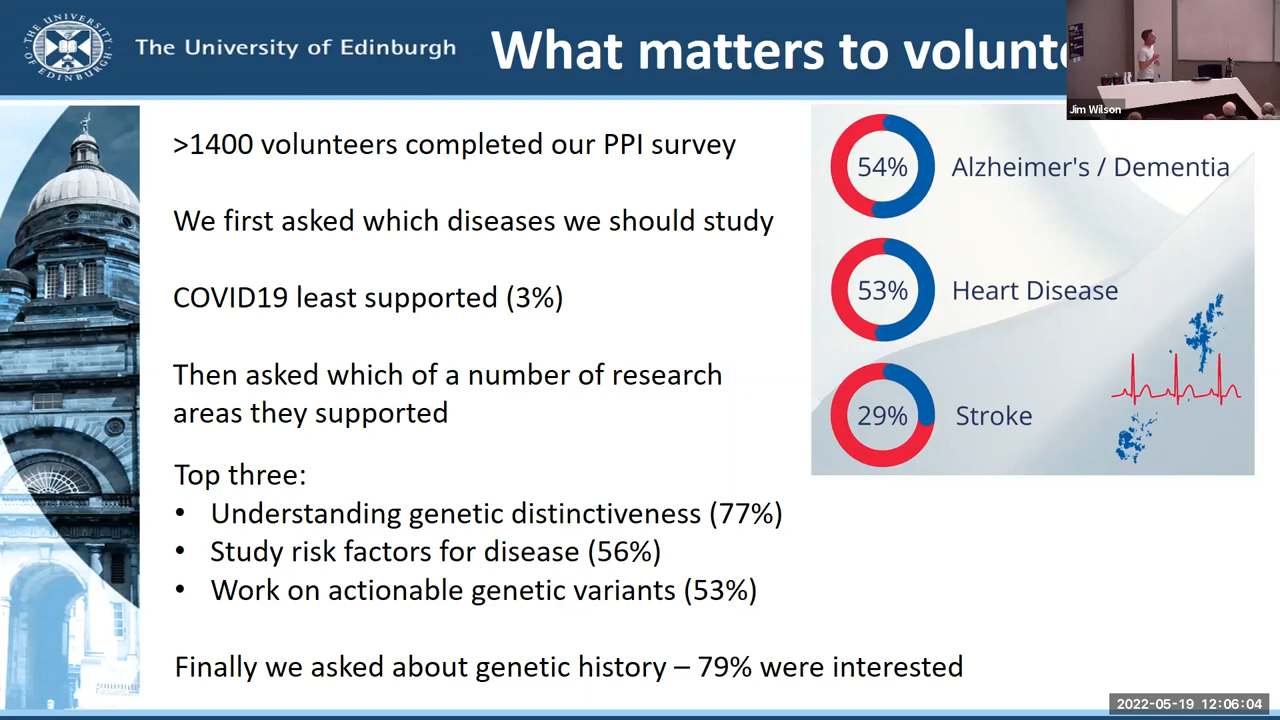 THE UNIVERSITY OF EDINBURGH
The University of Edinburgh
What matters to volunte
Jim Wilson
>1400 volunteers completed our PPI survey
We first asked which diseases we should study
COVID19 least supported (3%)
Then asked which of a number of research
areas they supported
Top three:
• Understanding genetic distinctiveness (77%)
• Study risk factors for disease (56%)
• Work on actionable genetic variants (53%)
Finally we asked about genetic history – 79% were interested
54% Alzheimer's / Dementia
53% Heart Disease
29% Stroke
2022-05-19 12:06:04